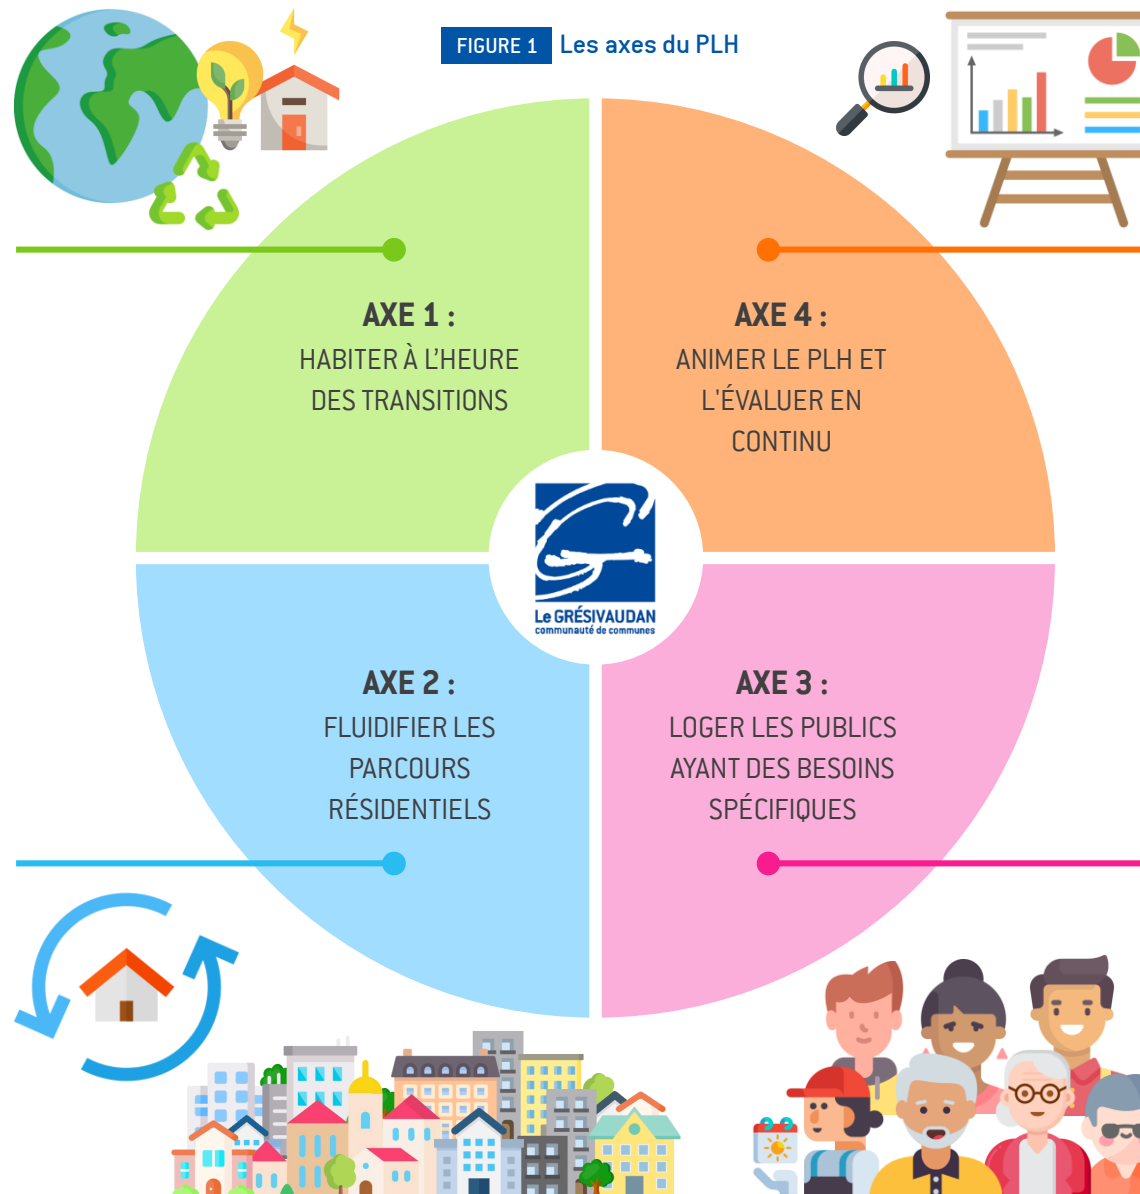 FIGURE 1 Les axes du PLH
AXE 1 :
HABITER À L’HEURE
DES TRANSITIONS
AXE 4 :
ANIMER LE PLH ET
L'ÉVALUER EN
CONTINU
Le GRÉSIVAUDAN
communauté de communes
AXE 2 :
FLUIDIFIER LES
PARCOURS
RÉSIDENTIELS
AXE 3 :
LOGER LES PUBLICS
AYANT DES BESOINS
SPÉCIFIQUES